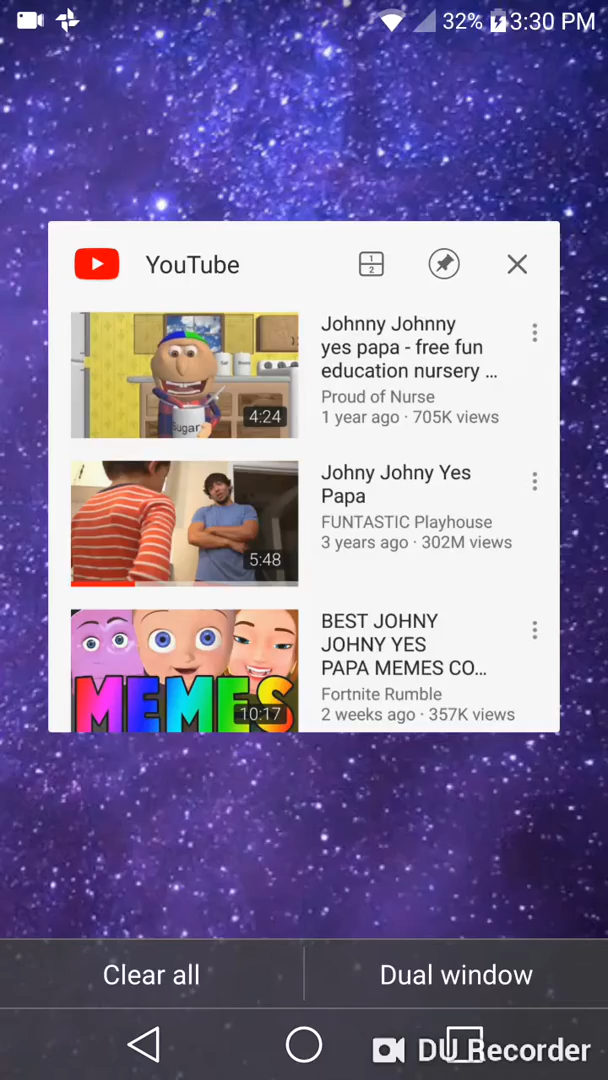 32% 3:30 PM
YouTube
1
2
Johnny Johnny
yes papa - free fun
education nursery ...
Proud of Nurse
1 year ago · 705K views
Sugar
4:24
Johny Johny Yes
Papa
FUNTASTIC Playhouse
3 years ago · 302M views
5:48
BEST JOHNY
JOHNY YES
PAPA MEMES CO...
Fortnite Rumble
2 weeks ago · 357K views
MEMES
10:17
Clear all
Dual window
DU Recorder